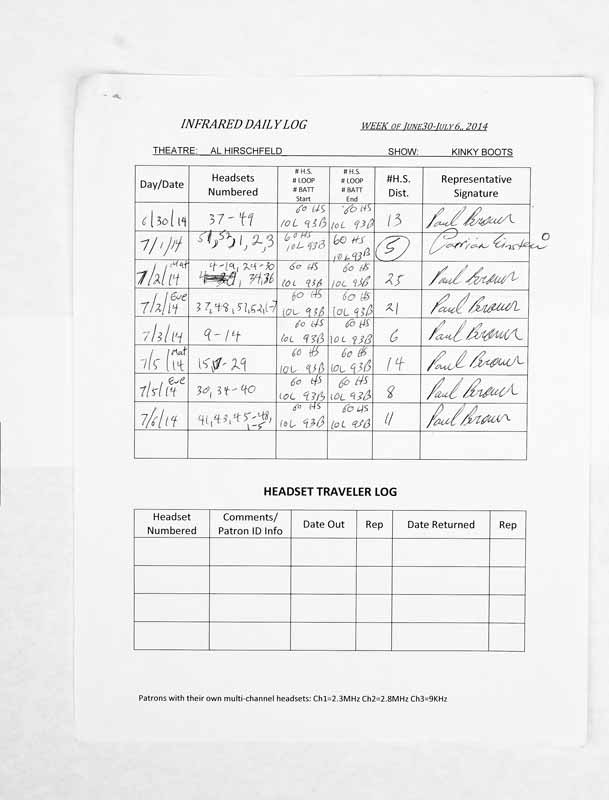 INFRARED DAILY LOG WEEK OF JUNE30-JULY 6, 2014
THEATRE: AL HIRSCHFELD SHOW: KINKY BOOTS
Day/Date Headsets Numbered # H.S. # LOOP # BATT Start # H.S. # LOOP # BATT End #H.S. Dist. Representative Signature
6/30/14 37-49 60 HS 10L 93B 60 HS 10L 93B 13 Paul Brower
7/1/14 51,52,1,2,3 60 HS 10L 93B 60 HS 10L 93B 5 Einstein
7/2/14 Mat 4-19, 24-30, 34,36 60 HS 10L 93B 60 HS 10L 93B 25 Paul Brower
7/2/14 Eve 37,48,51,52,1-7 60 HS 10L 93B 60 HS 10L 93B 21 Paul Brower
7/3/14 9-14 60 HS 10L 93B 60 HS 10L 93B 6 Paul Brower
7/5/14 Mat 15,-29 60 HS 10L 93B 60 HS 10L 93B 14 Paul Brower
7/5/14 Eve 30, 34-40 60 HS 10L 93B 60 HS 10L 93B 8 Paul Brower
7/6/14 41,43,45-48, 1-5 60 HS 10L 93B 60 HS 10L 93B 11 Paul Brower
HEADSET TRAVELER LOG
Headset Numbered Comments/ Patron ID Info Date Out Rep Date Returned Rep
Patrons with their own multi-channel headsets: Ch1=2.3MHz Ch2=2.8MHz Ch3=9KHz